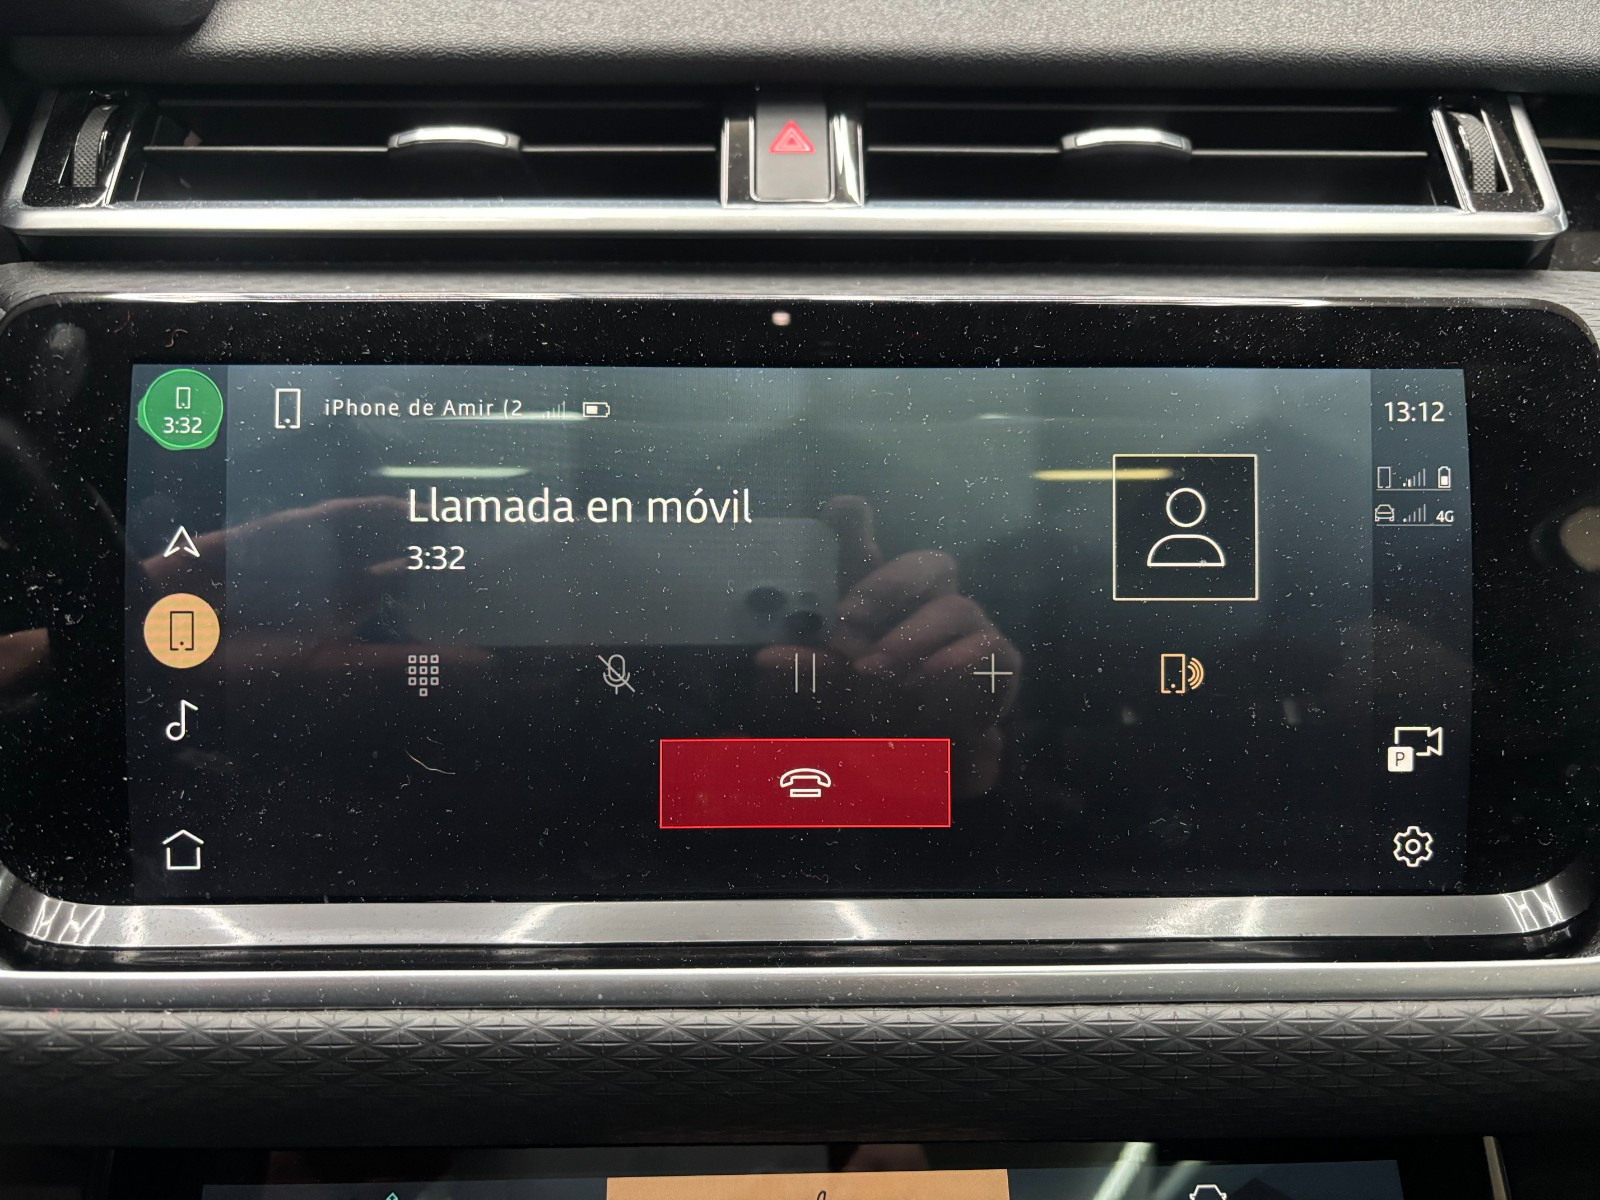 3:32
iPhone de Amir (2
13:12
Llamada en móvil
3:32
4G
P